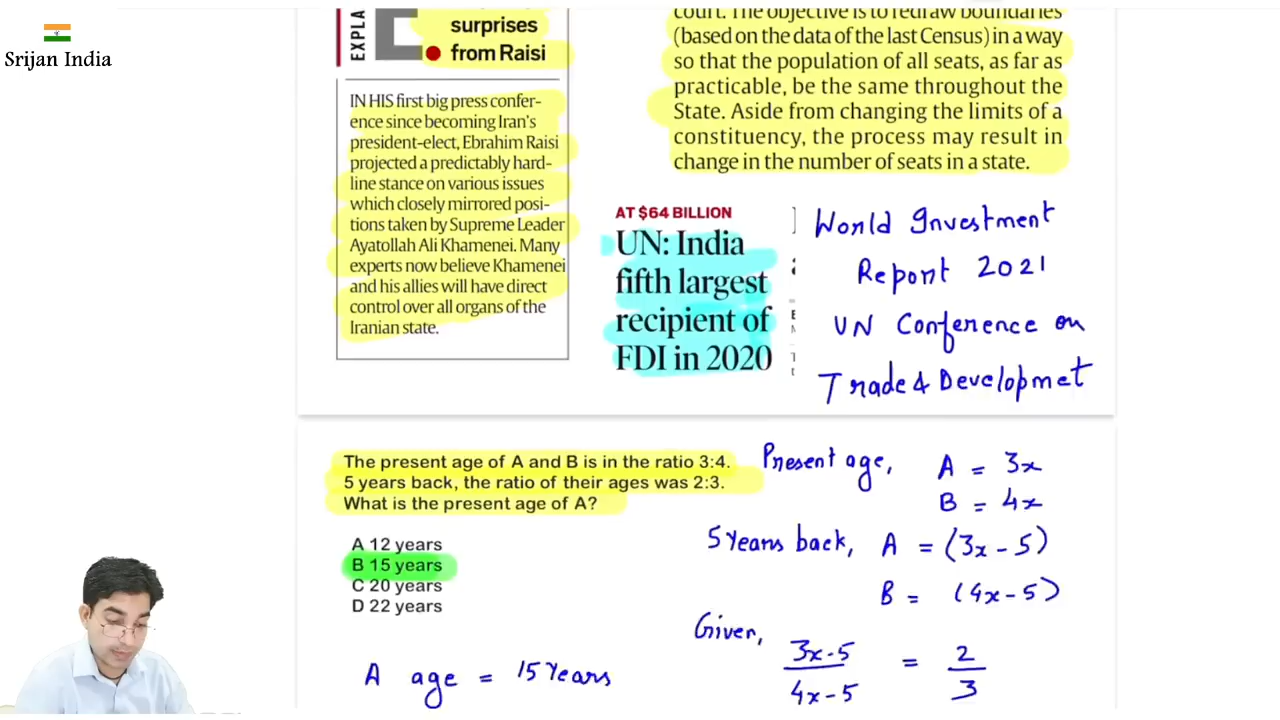 Srijan India
EXPLA
surprises
from Raisi
IN HIS first big press confer-
ence since becoming Iran's
president-elect, Ebrahim Raisi
projected a predictably hard-
line stance on various issues
which closely mirrored posi-
tions taken by Supreme Leader
Ayatollah Ali Khamenei. Many
experts now believe Khamenei
and his allies will have direct
control over all organs of the
Iranian state.
court. The objective is to redraw boundaries
(based on the data of the last Census) in a way
so that the population of all seats, as far as
practicable, be the same throughout the
State. Aside from changing the limits of a
constituency, the process may result in
change in the number of seats in a state.
AT $64 BILLION
UN: India
fifth largest
recipient of
FDI in 2020
World Investment
Report 2021
UN Conference on
Trade & Developmet
The present age of A and B is in the ratio 3:4.
5 years back, the ratio of their ages was 2:3.
What is the present age of A?
A 12 years
B 15 years
C 20 years
D 22 years
A age = 15 Years
Present age, A = 3x
B = 4x
5 Years back, A = (3x - 5)
B = (4x - 5)
Given,
3x-5 = 2
4x-5 3